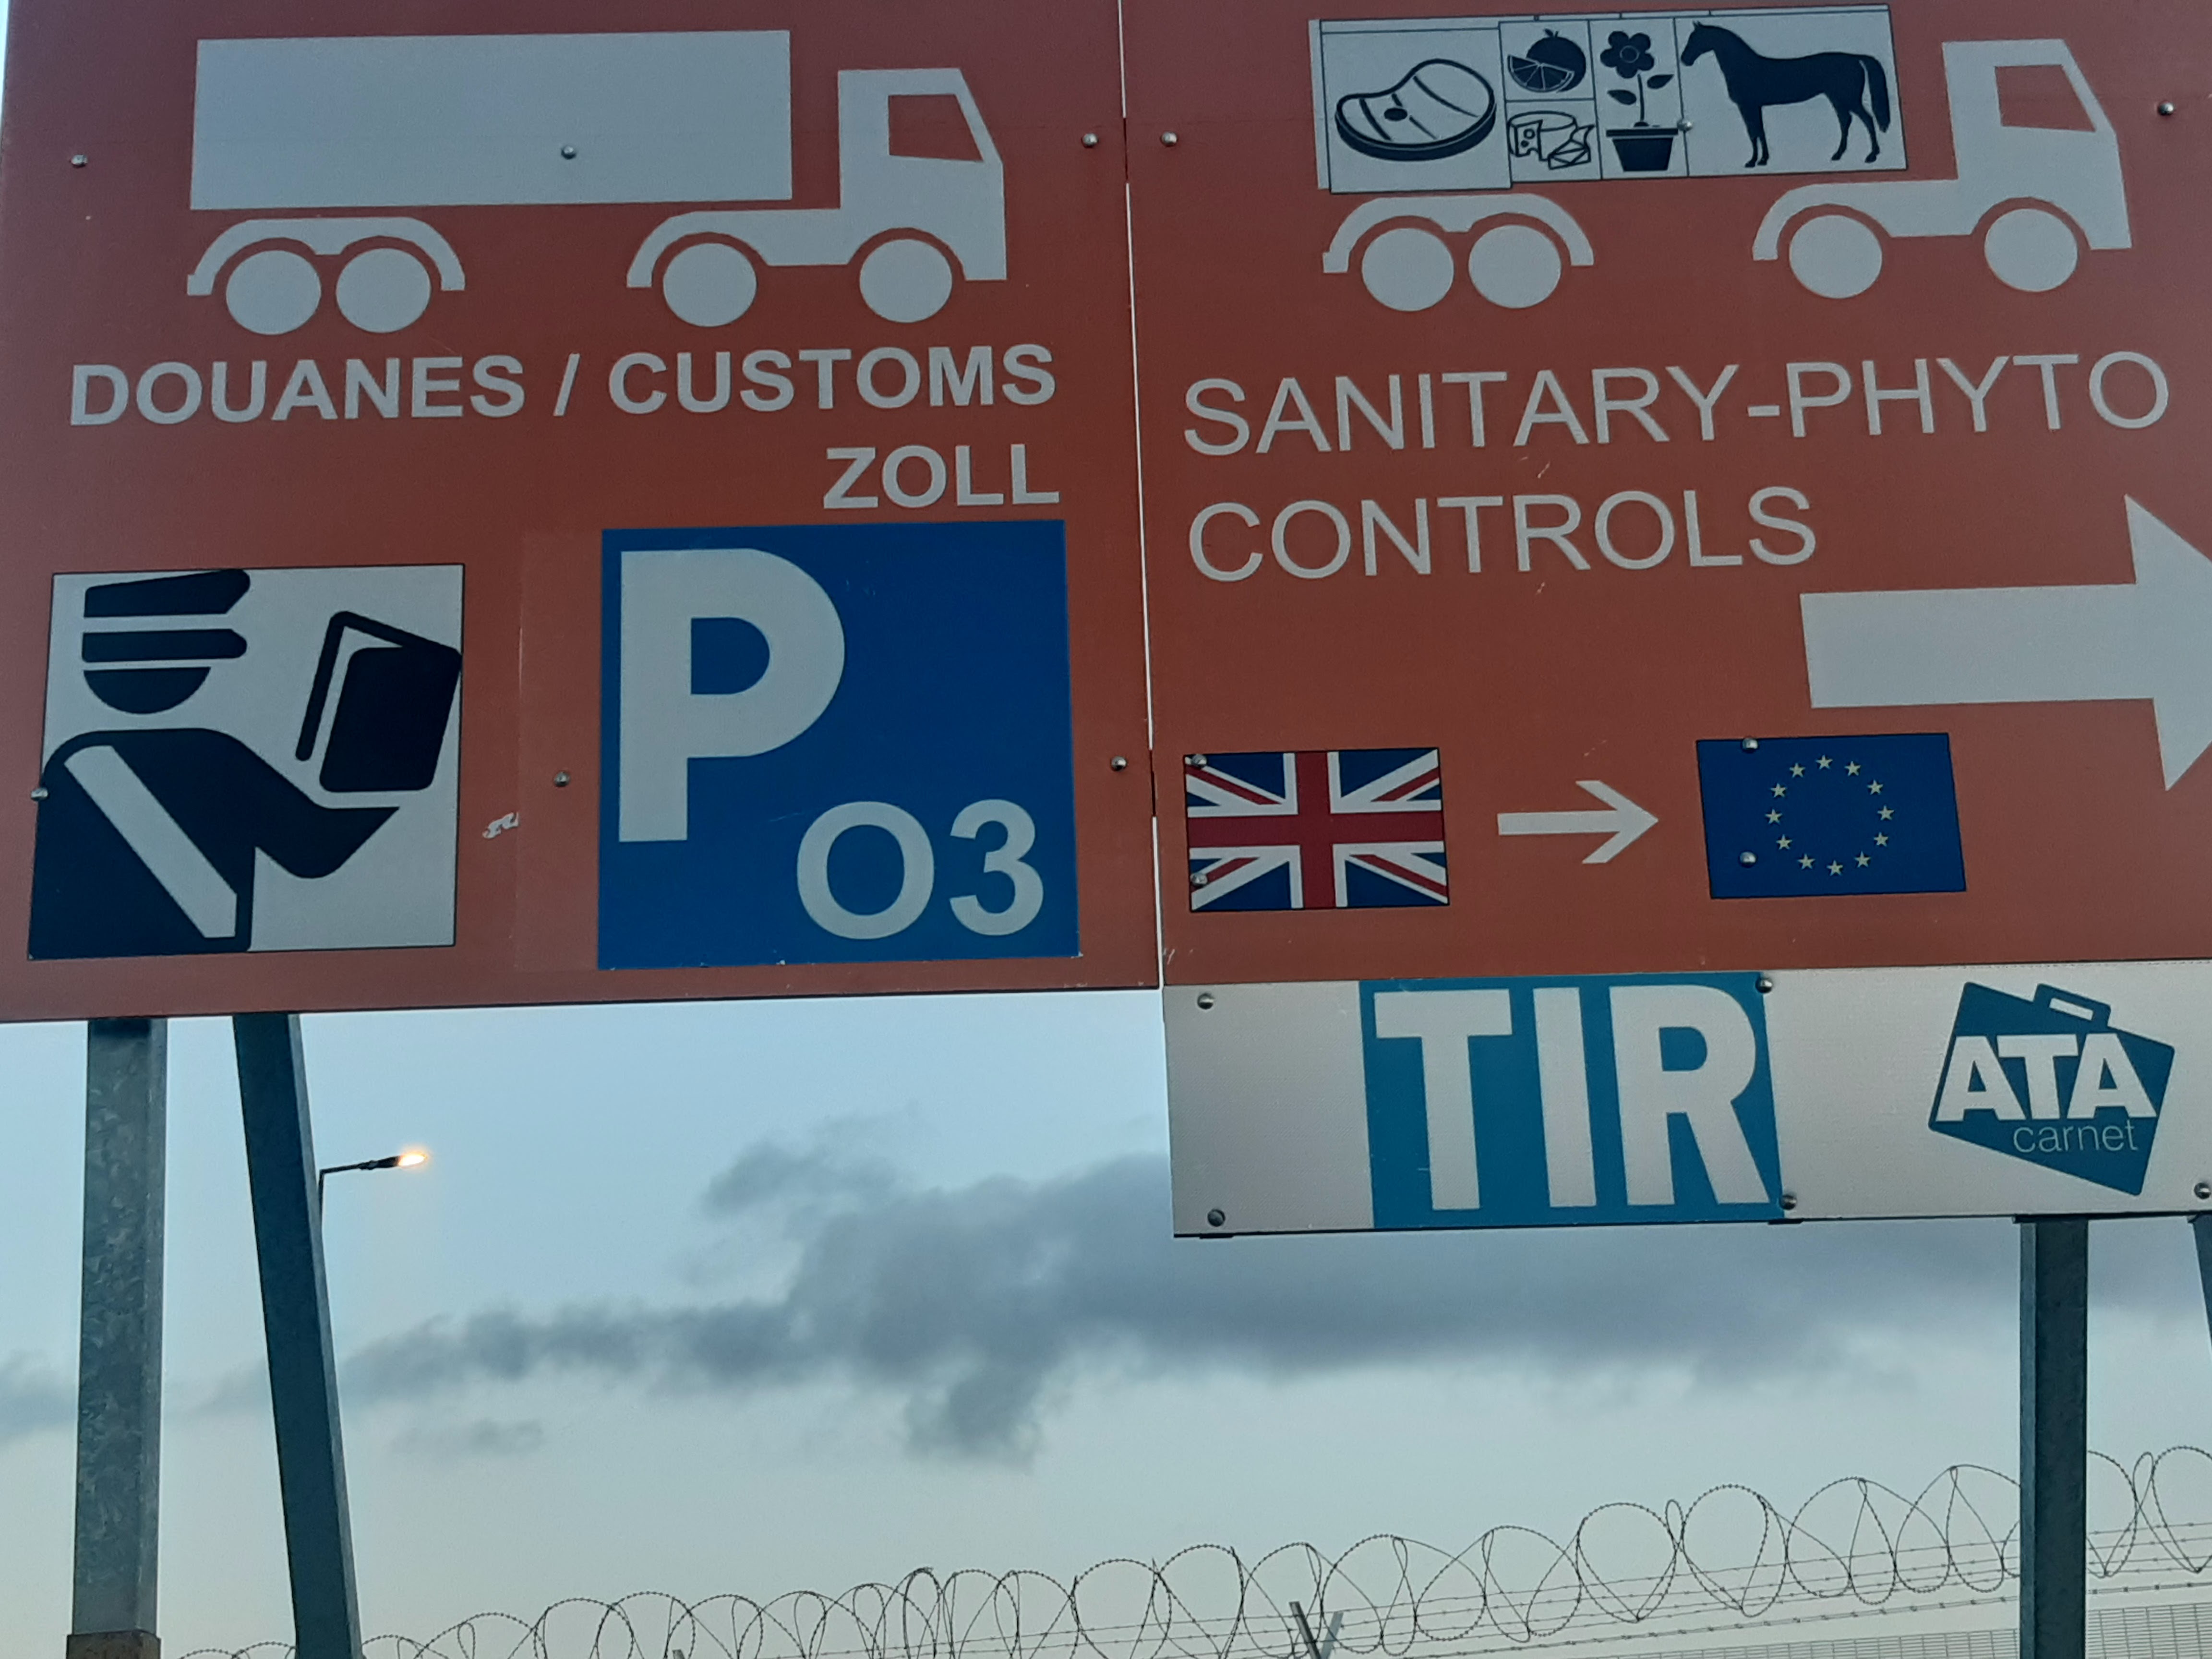 DOUANES / CUSTOMS
ZOLL
P
03
SANITARY-PHYTO
CONTROLS
TIR
ATA
carnet